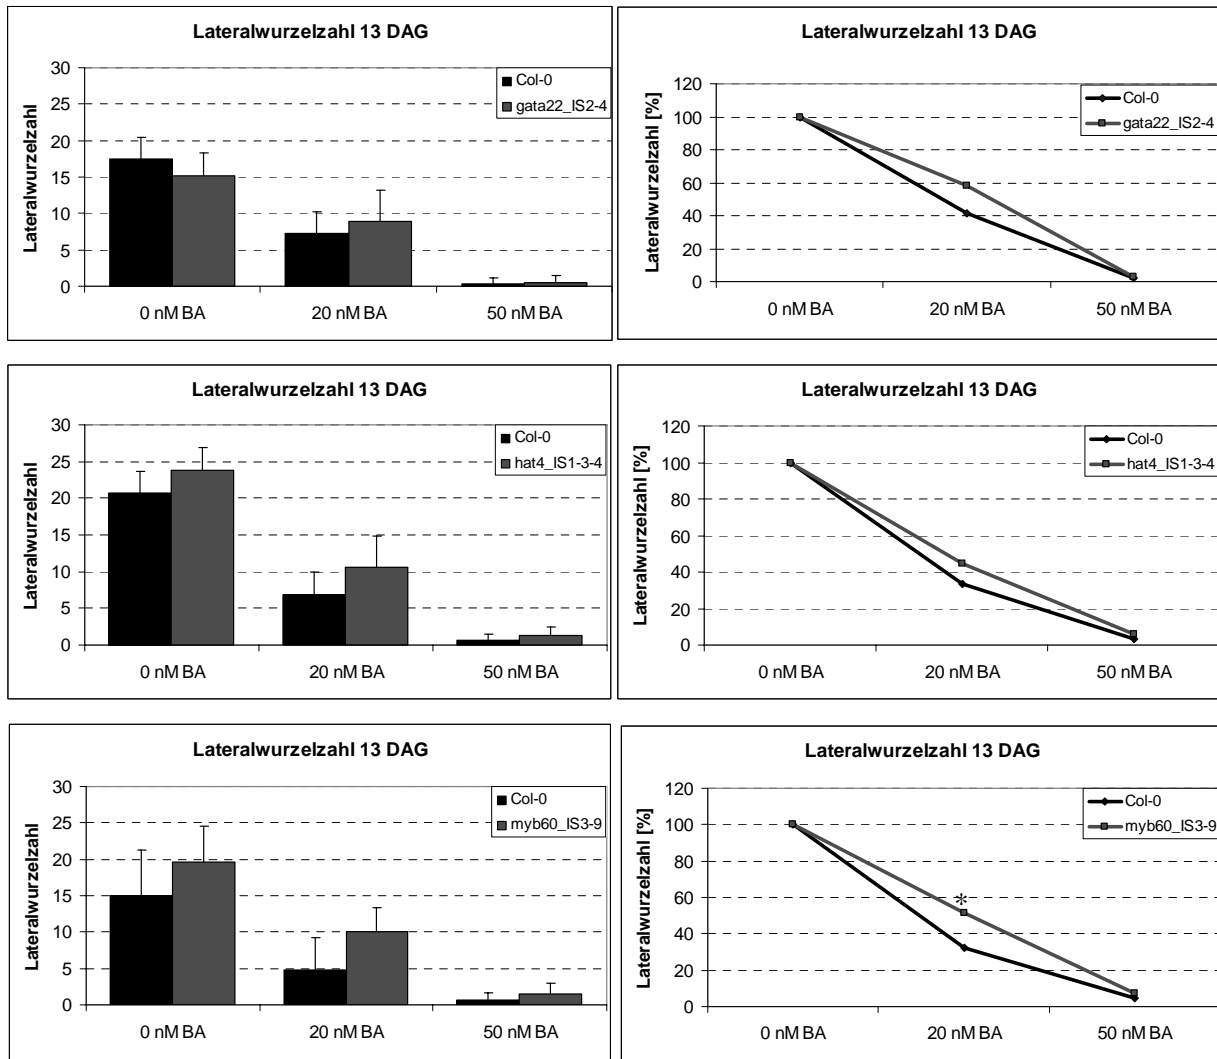 Lateralwurzelzahl 13 DAG
Lateralwurzelzahl
30
25
20
15
10
5
0
Col-0
gata22_IS2-4
0 nM BA 20 nM BA 50 nM BA
Lateralwurzelzahl 13 DAG
Lateralwurzelzahl [%]
120
100
80
60
40
20
0
Col-0
gata22_IS2-4
0 nM BA 20 nM BA 50 nM BA
Lateralwurzelzahl 13 DAG
Lateralwurzelzahl
30
25
20
15
10
5
0
Col-0
hat4_IS1-3-4
0 nM BA 20 nM BA 50 nM BA
Lateralwurzelzahl 13 DAG
Lateralwurzelzahl [%]
120
100
80
60
40
20
0
Col-0
hat4_IS1-3-4
0 nM BA 20 nM BA 50 nM BA
Lateralwurzelzahl 13 DAG
Lateralwurzelzahl
30
25
20
15
10
5
0
Col-0
myb60_IS3-9
0 nM BA 20 nM BA 50 nM BA
Lateralwurzelzahl 13 DAG
Lateralwurzelzahl [%]
120
100
80
60
40
20
0
Col-0
myb60_IS3-9
*
0 nM BA 20 nM BA 50 nM BA